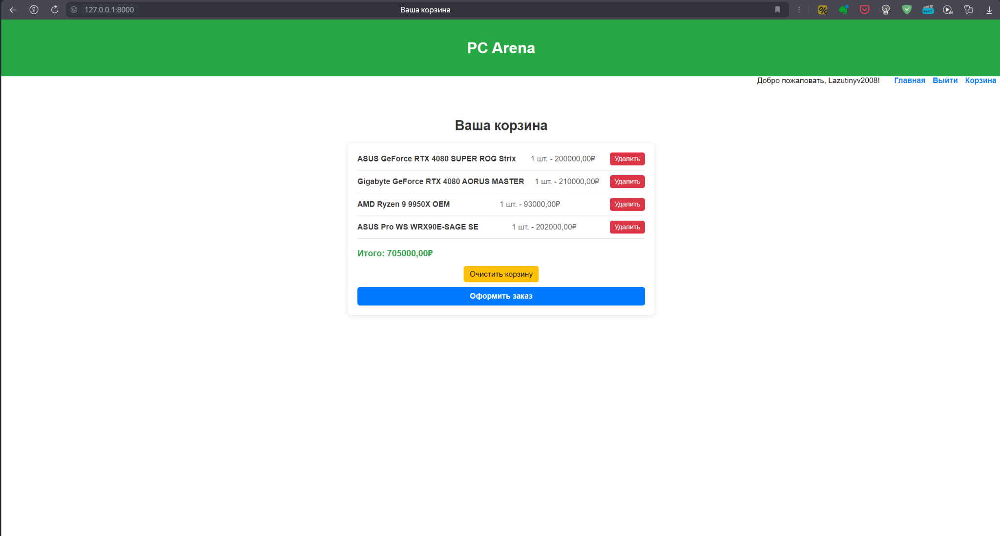 127.0.0.1:8000
Ваша корзина
PC Arena
Добро пожаловать, Lazutinyv2008! Главная Выйти Корзина
Ваша корзина
ASUS GeForce RTX 4080 SUPER ROG Strix 1 шт. - 200000,00₽ Удалить
Gigabyte GeForce RTX 4080 AORUS MASTER 1 шт. - 210000,00₽ Удалить
AMD Ryzen 9 9950X OEM 1 шт. - 93000,00₽ Удалить
ASUS Pro WS WRX90E-SAGE SE 1 шт. - 202000,00₽ Удалить
Итого: 705000,00₽
Очистить корзину
Оформить заказ